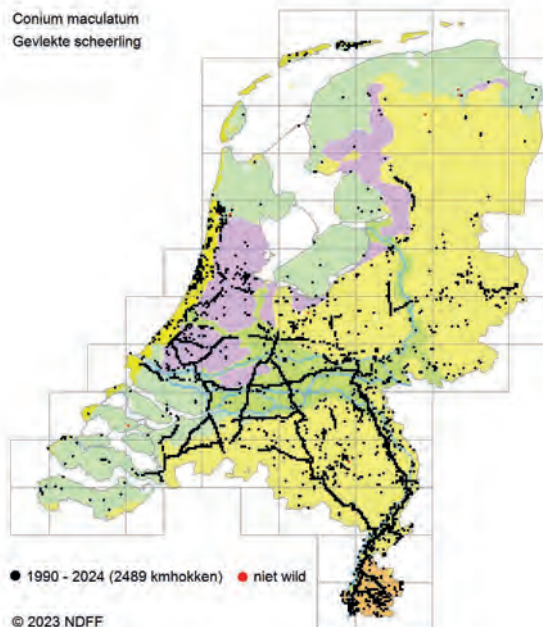 Conium maculatum
Gevlekte scheerling
1990 - 2024 (2489 kmhokken) niet wild
© 2023 NDFF